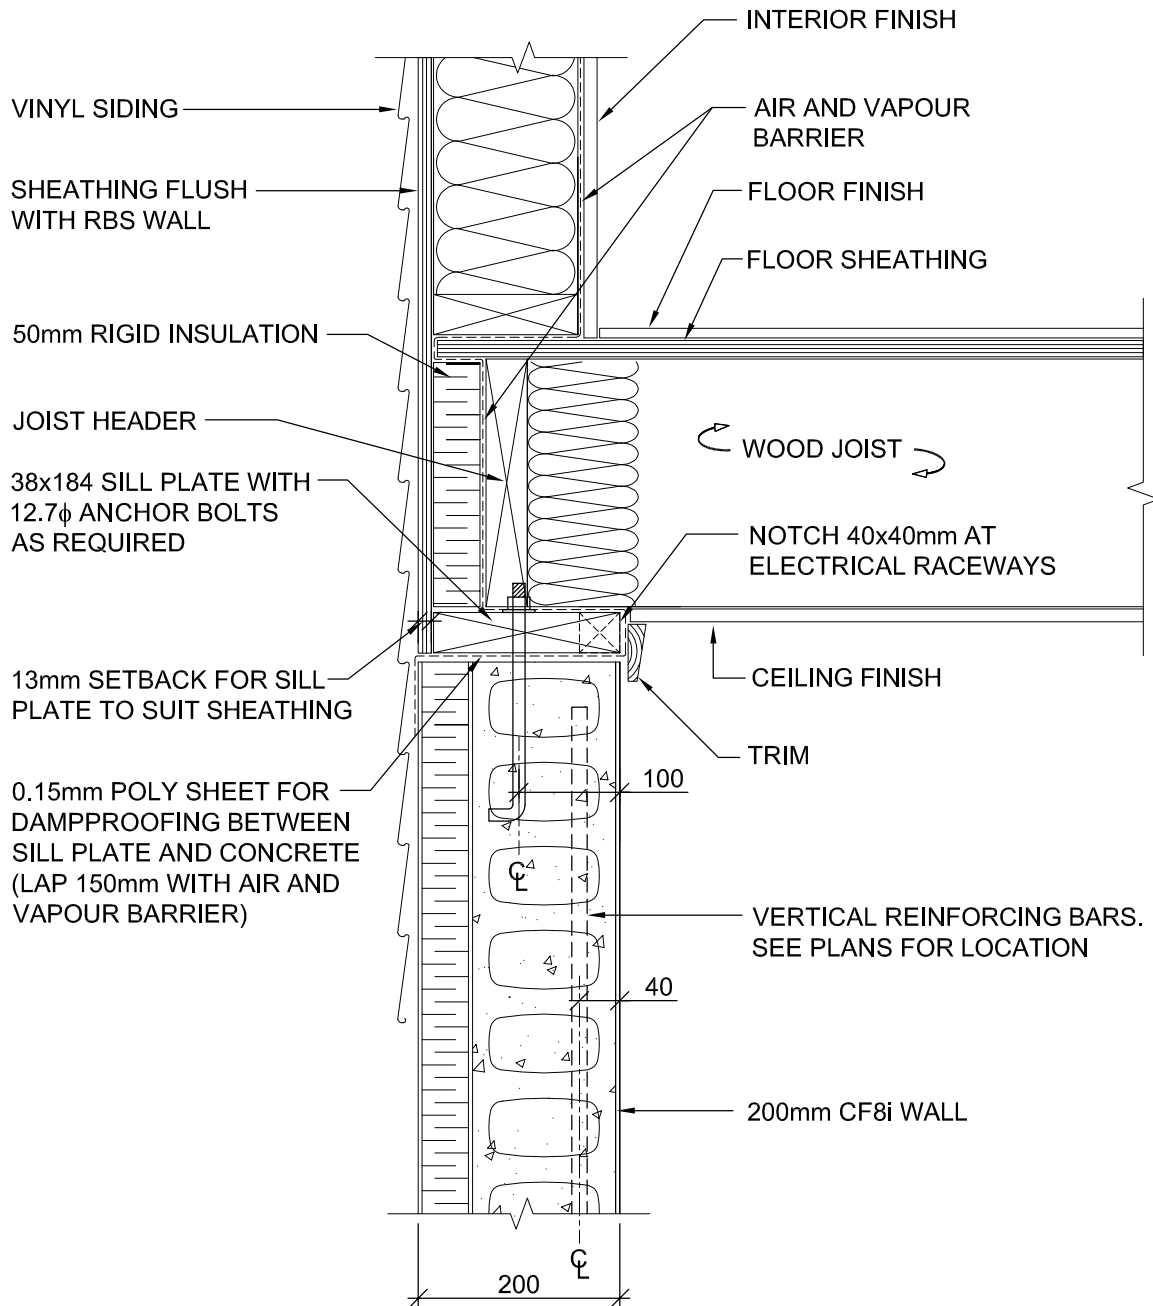 INTERIOR FINISH
VINYL SIDING
AIR AND VAPOUR
BARRIER
SHEATHING FLUSH
WITH RBS WALL
FLOOR FINISH
FLOOR SHEATHING
50mm RIGID INSULATION
JOIST HEADER
WOOD JOIST
38x184 SILL PLATE WITH
12.7ϕ ANCHOR BOLTS
AS REQUIRED
NOTCH 40x40mm AT
ELECTRICAL RACEWAYS
13mm SETBACK FOR SILL
PLATE TO SUIT SHEATHING
CEILING FINISH
TRIM
0.15mm POLY SHEET FOR
DAMPPROOFING BETWEEN
SILL PLATE AND CONCRETE
(LAP 150mm WITH AIR AND
VAPOUR BARRIER)
100
℄
VERTICAL REINFORCING BARS.
SEE PLANS FOR LOCATION
40
200mm CF8i WALL
℄
200